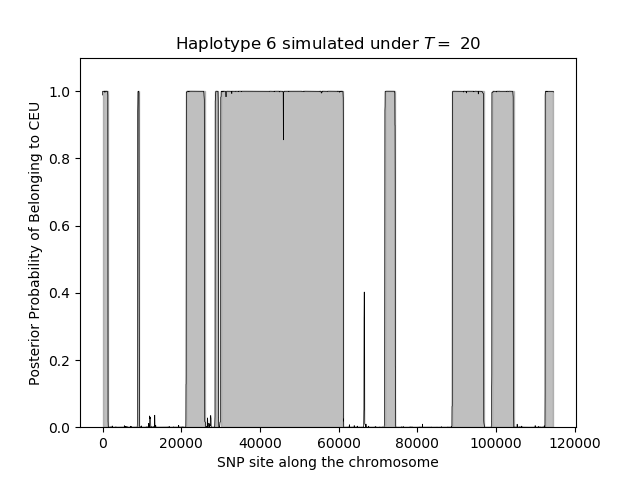 Haplotype 6 simulated under T = 20
Posterior Probability of Belonging to CEU
1.0
0.8
0.6
0.4
0.2
0.0
0 20000 40000 60000 80000 100000 120000
SNP site along the chromosome